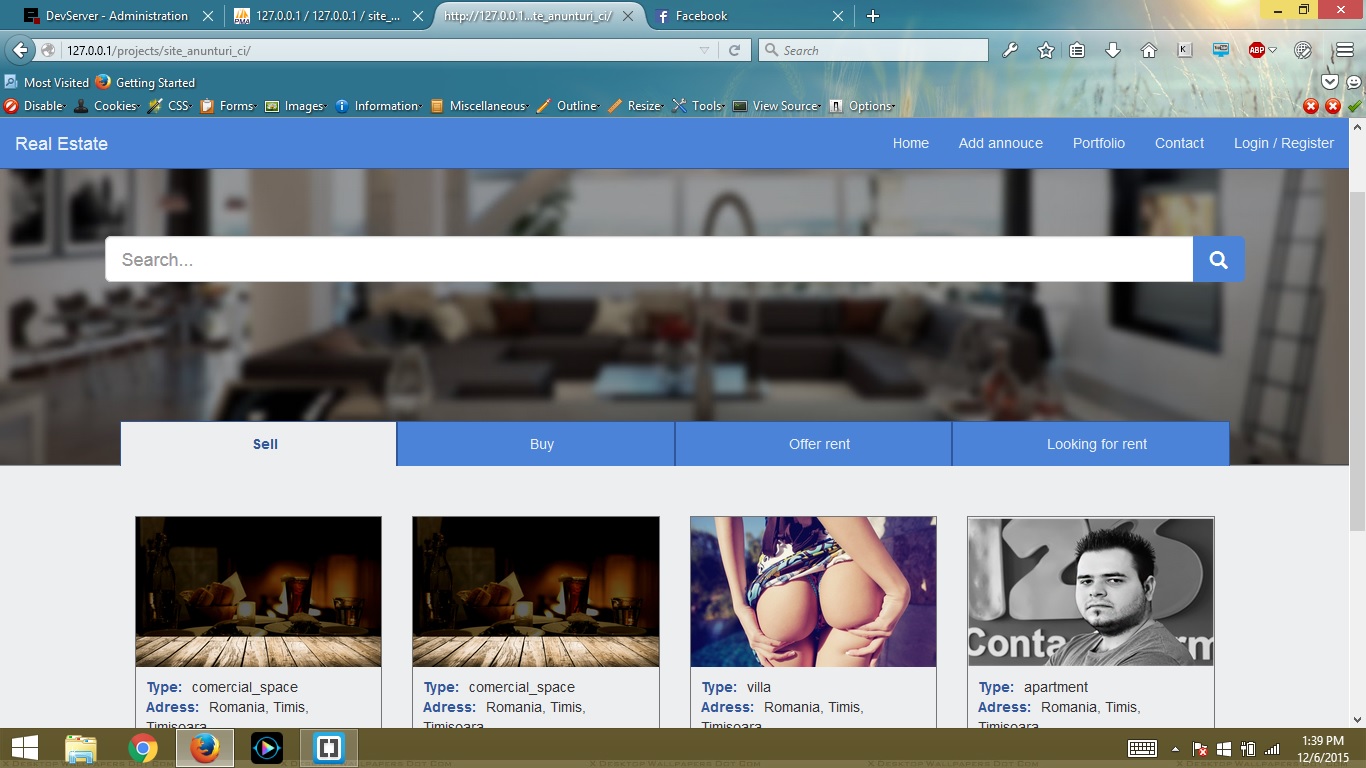 DevServer - Administration
127.0.0.1 / 127.0.0.1 / site_...
http://127.0.0.1...te_anunturi_ci/
Facebook
127.0.0.1/projects/site_anunturi_ci/
Search
ABP
Most Visited
Getting Started
Disable
Cookies
CSS
Forms
Images
Information
Miscellaneous
Outline
Resize
Tools
View Source
Options
Real Estate
Home
Add annouce
Portfolio
Contact
Login / Register
Search...
Sell
Buy
Offer rent
Looking for rent
Type: comercial_space
Adress: Romania, Timis,
Timisoara
Type: comercial_space
Adress: Romania, Timis,
Timisoara
Type: villa
Adress: Romania, Timis,
Timisoara
Type: apartment
Adress: Romania, Timis,
Timisoara
1:39 PM
12/6/2015